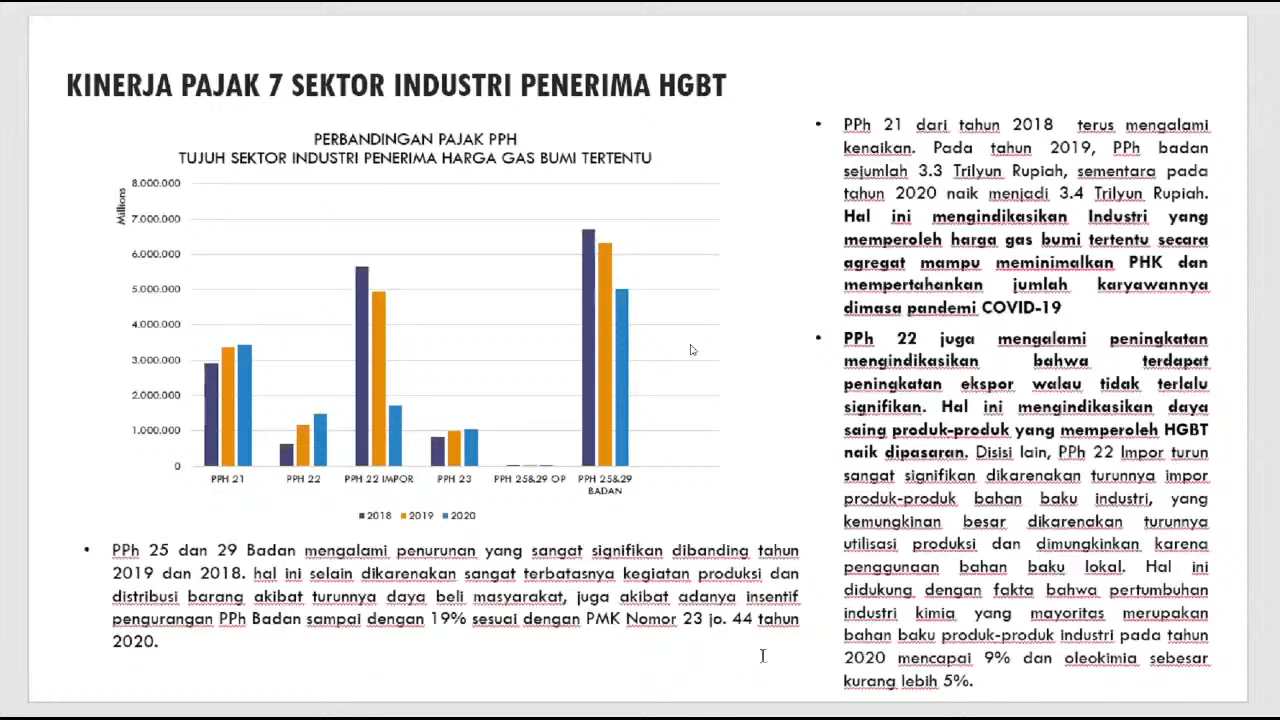 KINERJA PAJAK 7 SEKTOR INDUSTRI PENERIMA HGBT
PERBANDINGAN PAJAK PPH
TUJUH SEKTOR INDUSTRI PENERIMA HARGA GAS BUMI TERTENTU
Millions
8.000.000
7.000.000
6.000.000
5.000.000
4.000.000
3.000.000
2.000.000
1.000.000
0
PPH 21 PPH 22 PPH 22 IMPOR PPH 23 PPH 25&29 OP PPH 25&29
BADAN
2018 2019 2020
• PPh 25 dan 29 Badan mengalami penurunan yang sangat signifikan dibanding tahun
2019 dan 2018. hal ini selain dikarenakan sangat terbatasnya kegiatan produksi dan
distribusi barang akibat turunnya daya beli masyarakat, juga akibat adanya insentif
pengurangan PPh Badan sampai dengan 19% sesuai dengan PMK Nomor 23 jo. 44 tahun
2020.
• PPh 21 dari tahun 2018 terus mengalami
kenaikan. Pada tahun 2019, PPh badan
sejumlah 3.3 Trilyun Rupiah, sementara pada
tahun 2020 naik menjadi 3.4 Trilyun Rupiah.
Hal ini mengindikasikan Industri yang
memperoleh harga gas bumi tertentu secara
agregat mampu meminimalkan PHK dan
mempertahankan jumlah karyawannya
dimasa pandemi COVID-19
• PPh 22 juga mengalami peningkatan
mengindikasikan bahwa terdapat
peningkatan ekspor walau tidak terlalu
signifikan. Hal ini mengindikasikan daya
saing produk-produk yang memperoleh HGBT
naik dipasaran. Disisi lain, PPh 22 Impor turun
sangat signifikan dikarenakan turunnya impor
produk-produk bahan baku industri, yang
kemungkinan besar dikarenakan turunnya
utilisasi produksi dan dimungkinkan karena
penggunaan bahan baku lokal. Hal ini
didukung dengan fakta bahwa pertumbuhan
industri kimia yang mayoritas merupakan
bahan baku produk-produk industri pada tahun
2020 mencapai 9% dan oleokimia sebesar
kurang lebih 5%.